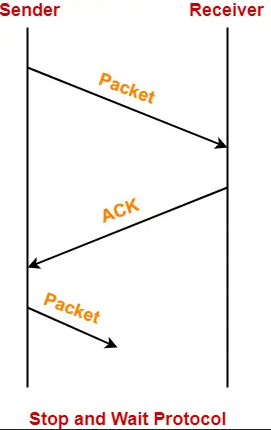 Sender Receiver
Packet
ACK
Packet
Stop and Wait Protocol